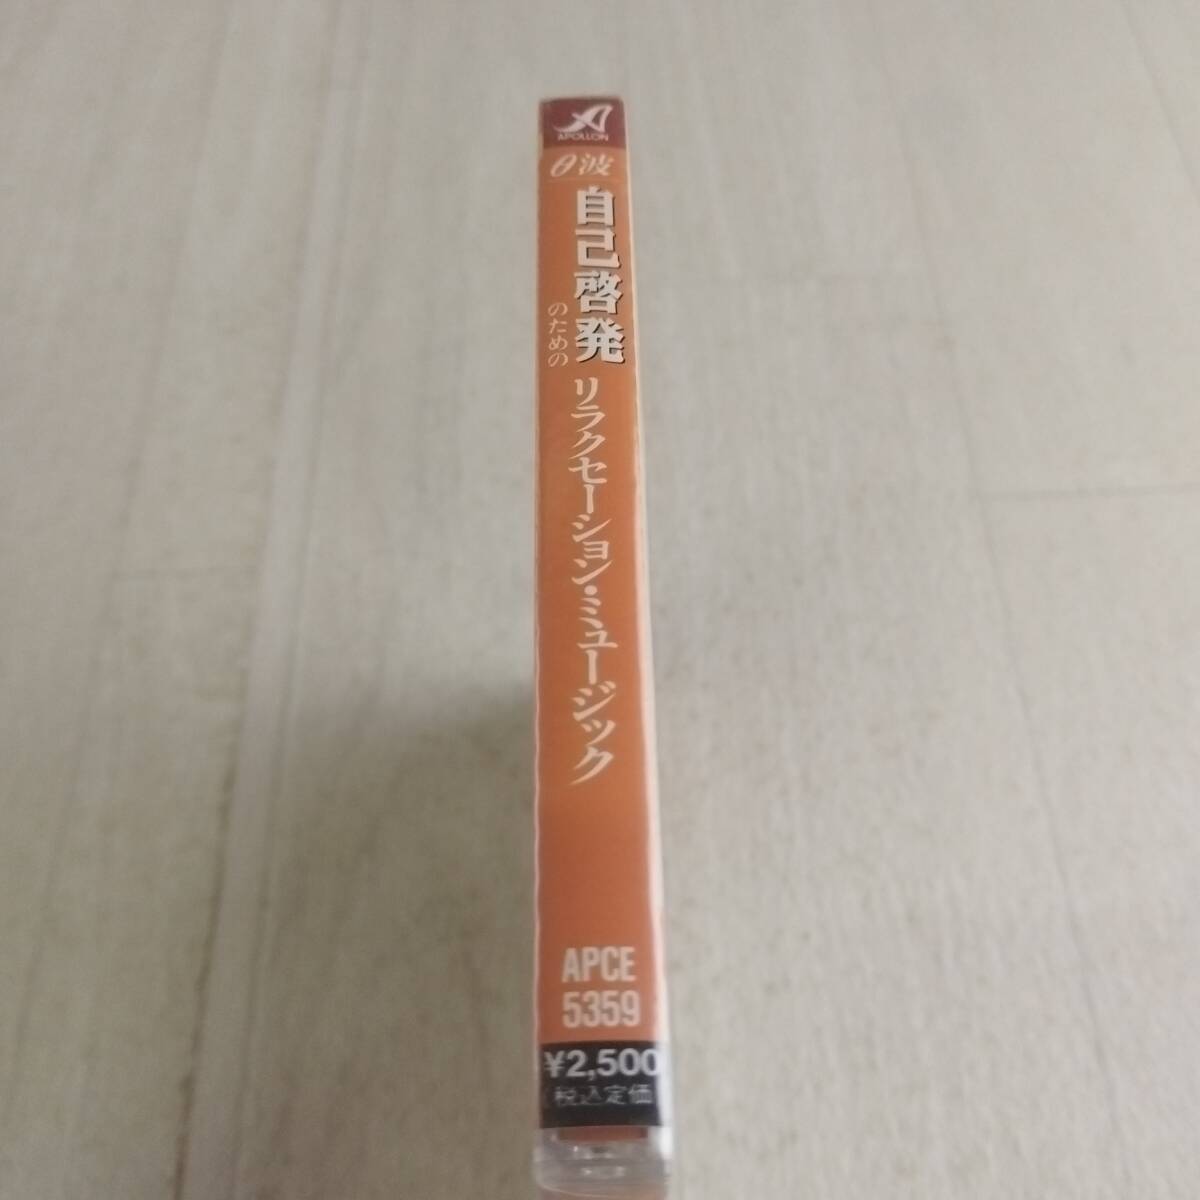 APOLLON
θ波
自己啓発
のための
リラクセーション・ミュージック
APCE
5359
¥2,500
税込定価